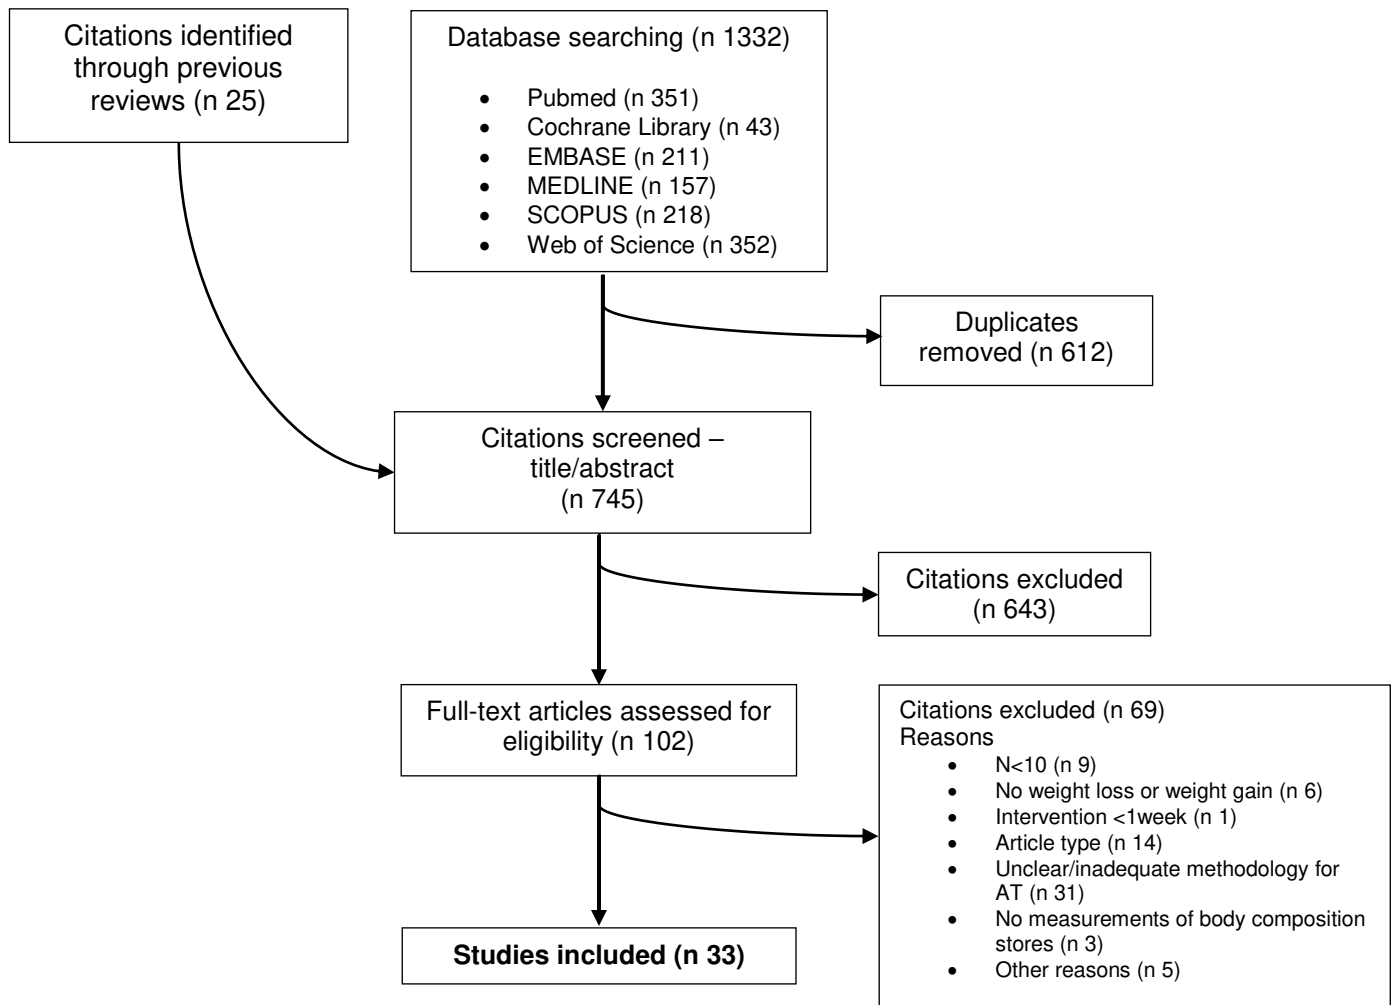 Citations identified
through previous
reviews (n 25)
Database searching (n 1332)
• Pubmed (n 351)
• Cochrane Library (n 43)
• EMBASE (n 211)
• MEDLINE (n 157)
• SCOPUS (n 218)
• Web of Science (n 352)
Duplicates
removed (n 612)
Citations screened –
title/abstract
(n 745)
Citations excluded
(n 643)
Full-text articles assessed for
eligibility (n 102)
Citations excluded (n 69)
Reasons
• N<10 (n 9)
• No weight loss or weight gain (n 6)
• Intervention <1week (n 1)
• Article type (n 14)
• Unclear/inadequate methodology for
AT (n 31)
• No measurements of body composition
stores (n 3)
• Other reasons (n 5)
Studies included (n 33)